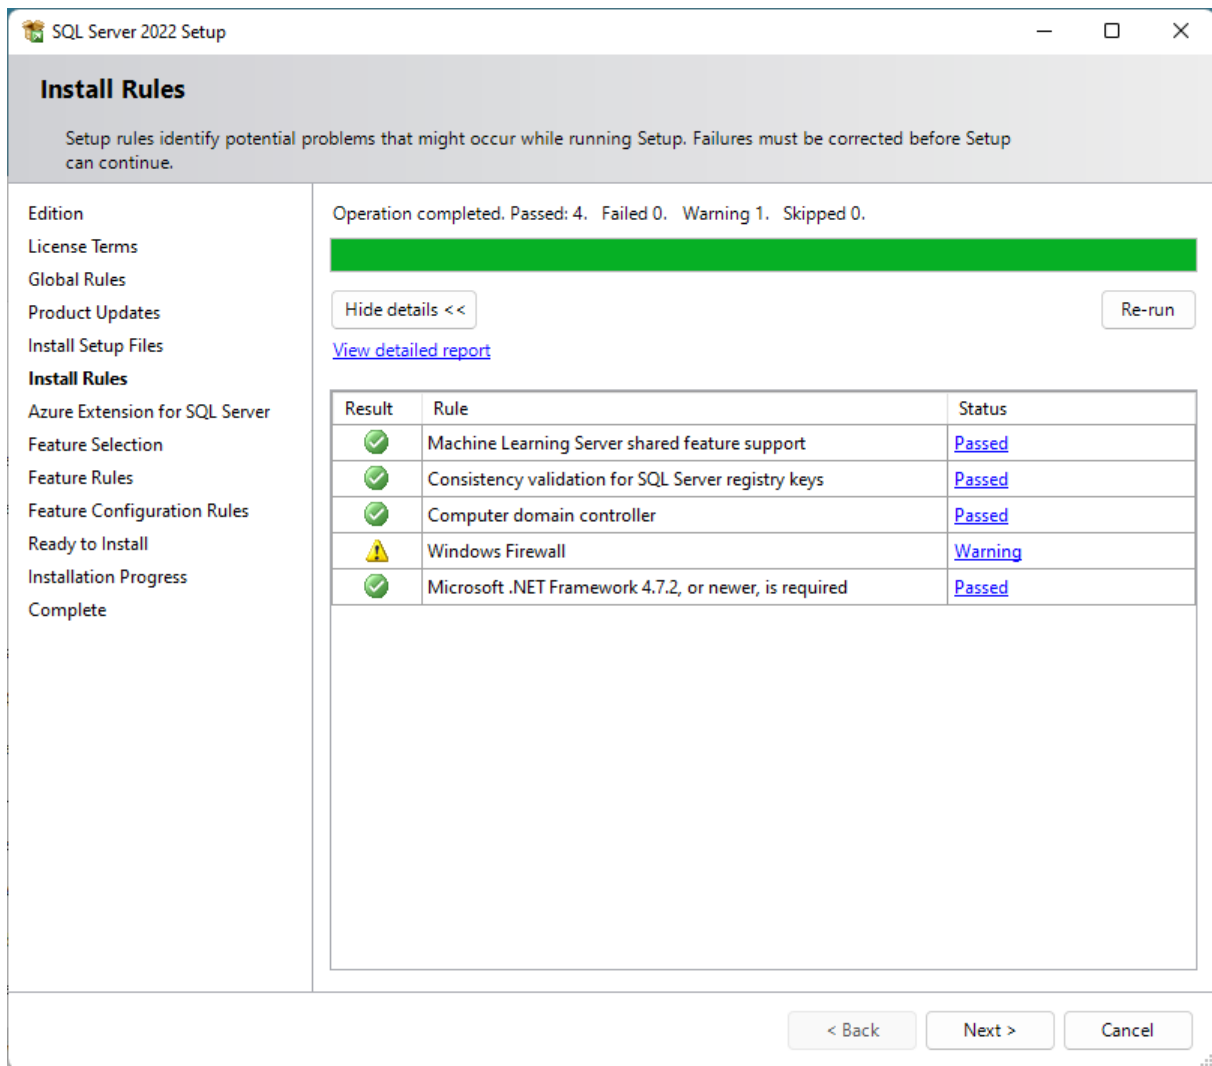 SQL Server 2022 Setup
Install Rules
Setup rules identify potential problems that might occur while running Setup. Failures must be corrected before Setup
can continue.
Edition
License Terms
Global Rules
Product Updates
Install Setup Files
Install Rules
Azure Extension for SQL Server
Feature Selection
Feature Rules
Feature Configuration Rules
Ready to Install
Installation Progress
Complete
Operation completed. Passed: 4.   Failed 0.   Warning 1.   Skipped 0.
Hide details <<
Re-run
View detailed report
Result Rule Status
Machine Learning Server shared feature support Passed
Consistency validation for SQL Server registry keys Passed
Computer domain controller Passed
Windows Firewall Warning
Microsoft .NET Framework 4.7.2, or newer, is required Passed
< Back Next > Cancel